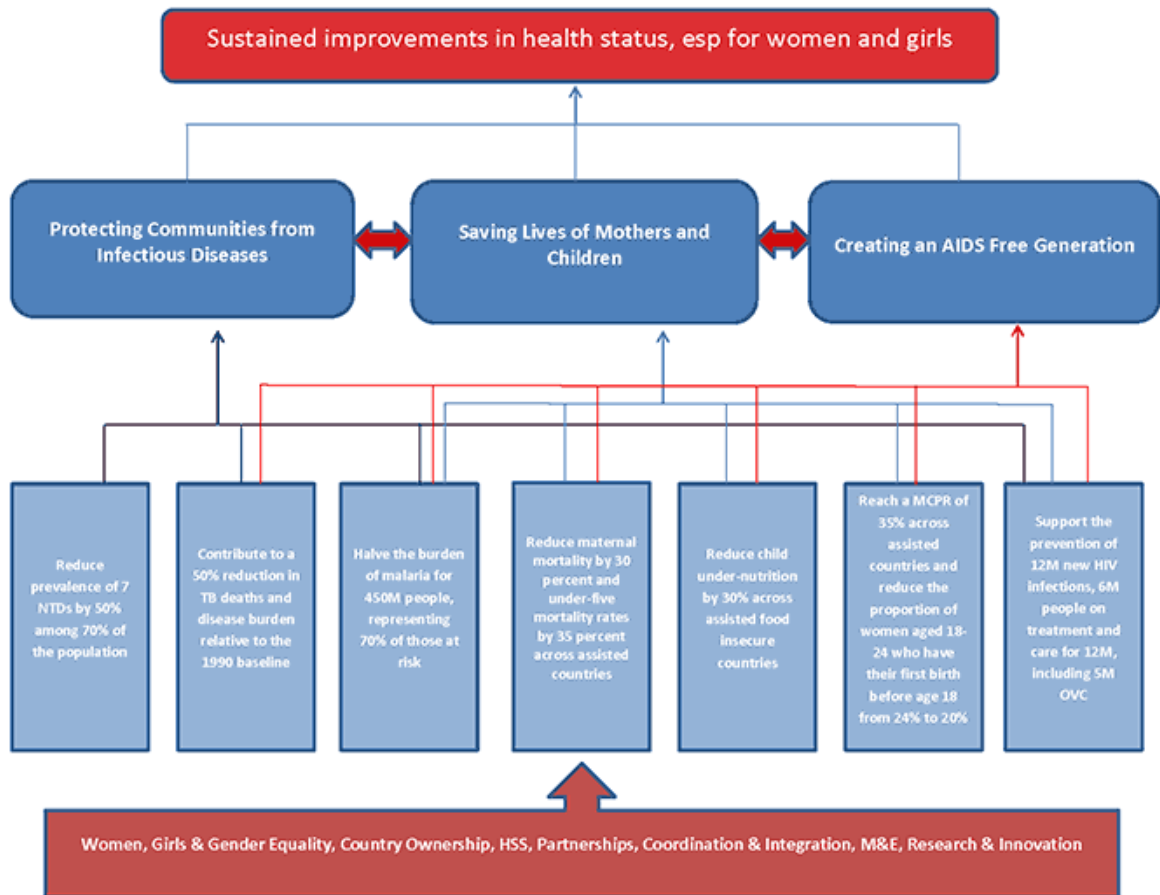 Sustained improvements in health status, esp for women and girls
Protecting Communities from
Infectious Diseases
Saving Lives of Mothers and
Children
Creating an AIDS Free Generation
Reduce
prevalence of 7
NTDs by 50%
among 70% of
the population
Contribute to a
50% reduction in
TB deaths and
disease burden
relative to the
1990 baseline
Halve the burden
of malaria for
450M people,
representing
70% of those at
risk
Reduce maternal
mortality by 30
percent and
under-five
mortality rates
by 35 percent
across assisted
countries
Reduce child
under-nutrition
by 30% across
assisted food
insecure
countries
Reach a MCPR of
35% across
assisted
countries and
reduce the
proportion of
women aged 18-
24 who have
their first birth
before age 18
from 24% to 20%
Support the
prevention of
12M new HIV
infections, 6M
people on
treatment and
care for 12M,
including 5M
OVC
Women, Girls & Gender Equality, Country Ownership, HSS, Partnerships, Coordination & Integration, M&E, Research & Innovation